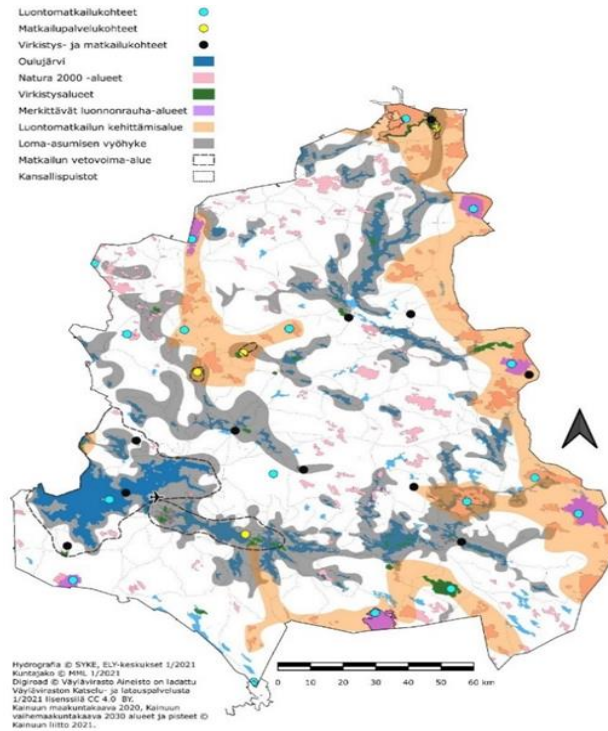 Luontomatkailukohteet
Matkailupalvelukohteet
Virkistys- ja matkailukohteet
Oulujärvi
Natura 2000 -alueet
Virkistysalueet
Merkittävät luonnonrauha-alueet
Luontomatkailun kehittämisalue
Loma-asumisen vyöhyke
Matkailun vetovoima-alue
Kansallispuistot
Hydrografia © SYKE, ELY-keskukset 1/2021
Kuntajako © MML 1/2021
Digiroad © Väylävirasto Aineisto on ladattu
Väyläviraston Katselu- ja latauspalvelusta
1/2021 lisenssillä CC 4.0 BY.
Kainuun maakuntakaava 2020, Kainuun
vaihemaakuntakaava 2030 alueet ja pisteet ©
Kainuun liitto 2021.
0 10 20 30 40 50 60 km